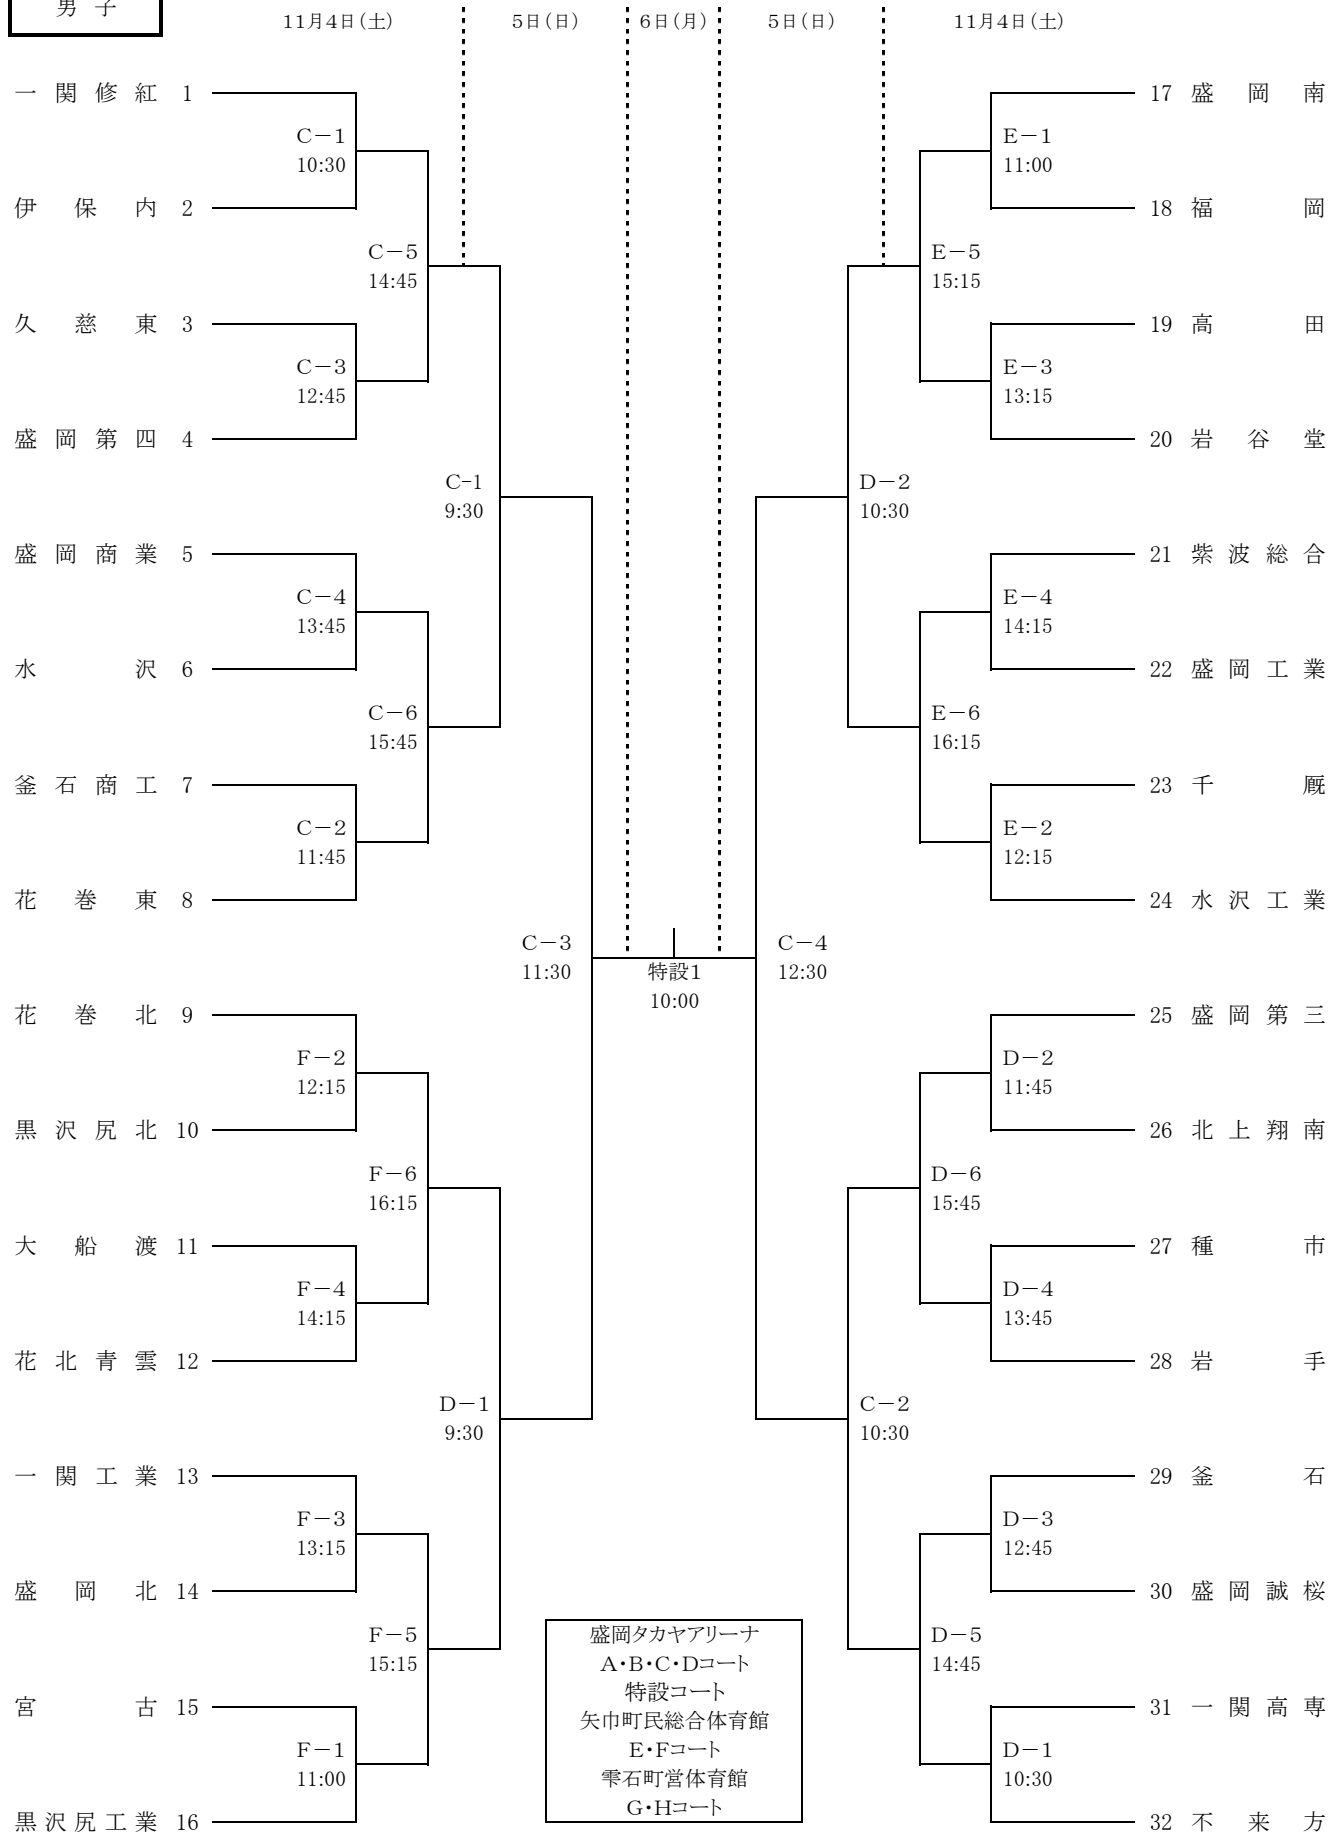 男子
11月4日(土) 5日(日) 6日(月) 5日(日) 11月4日(土)
一関修紅 1
C－1
10:30
伊保内 2
C－5
14:45
久慈東 3
C－3
12:45
盛岡第四 4
C-1
9:30
盛岡商業 5
C－4
13:45
水沢 6
C－6
15:45
釜石商工 7
C－2
11:45
花巻東 8
C－3
11:30
花巻北 9
F－2
12:15
黒沢尻北 10
F－6
16:15
大船渡 11
F－4
14:15
花北青雲 12
D－1
9:30
一関工業 13
F－3
13:15
盛岡北 14
F－5
15:15
宮古 15
F－1
11:00
黒沢尻工業 16
特設1
10:00
17 盛岡南
E－1
11:00
18 福岡
E－5
15:15
19 高田
E－3
13:15
20 岩谷堂
D－2
10:30
21 紫波総合
E－4
14:15
22 盛岡工業
E－6
16:15
23 千厩
E－2
12:15
24 水沢工業
C－4
12:30
25 盛岡第三
D－2
11:45
26 北上翔南
D－6
15:45
27 種市
D－4
13:45
28 岩手
C－2
10:30
29 釜石
D－3
12:45
30 盛岡誠桜
D－5
14:45
31 一関高専
D－1
10:30
32 不来方
盛岡タカヤアリーナ
A・B・C・Dコート
特設コート
矢巾町民総合体育館
E・Fコート
雫石町営体育館
G・Hコート